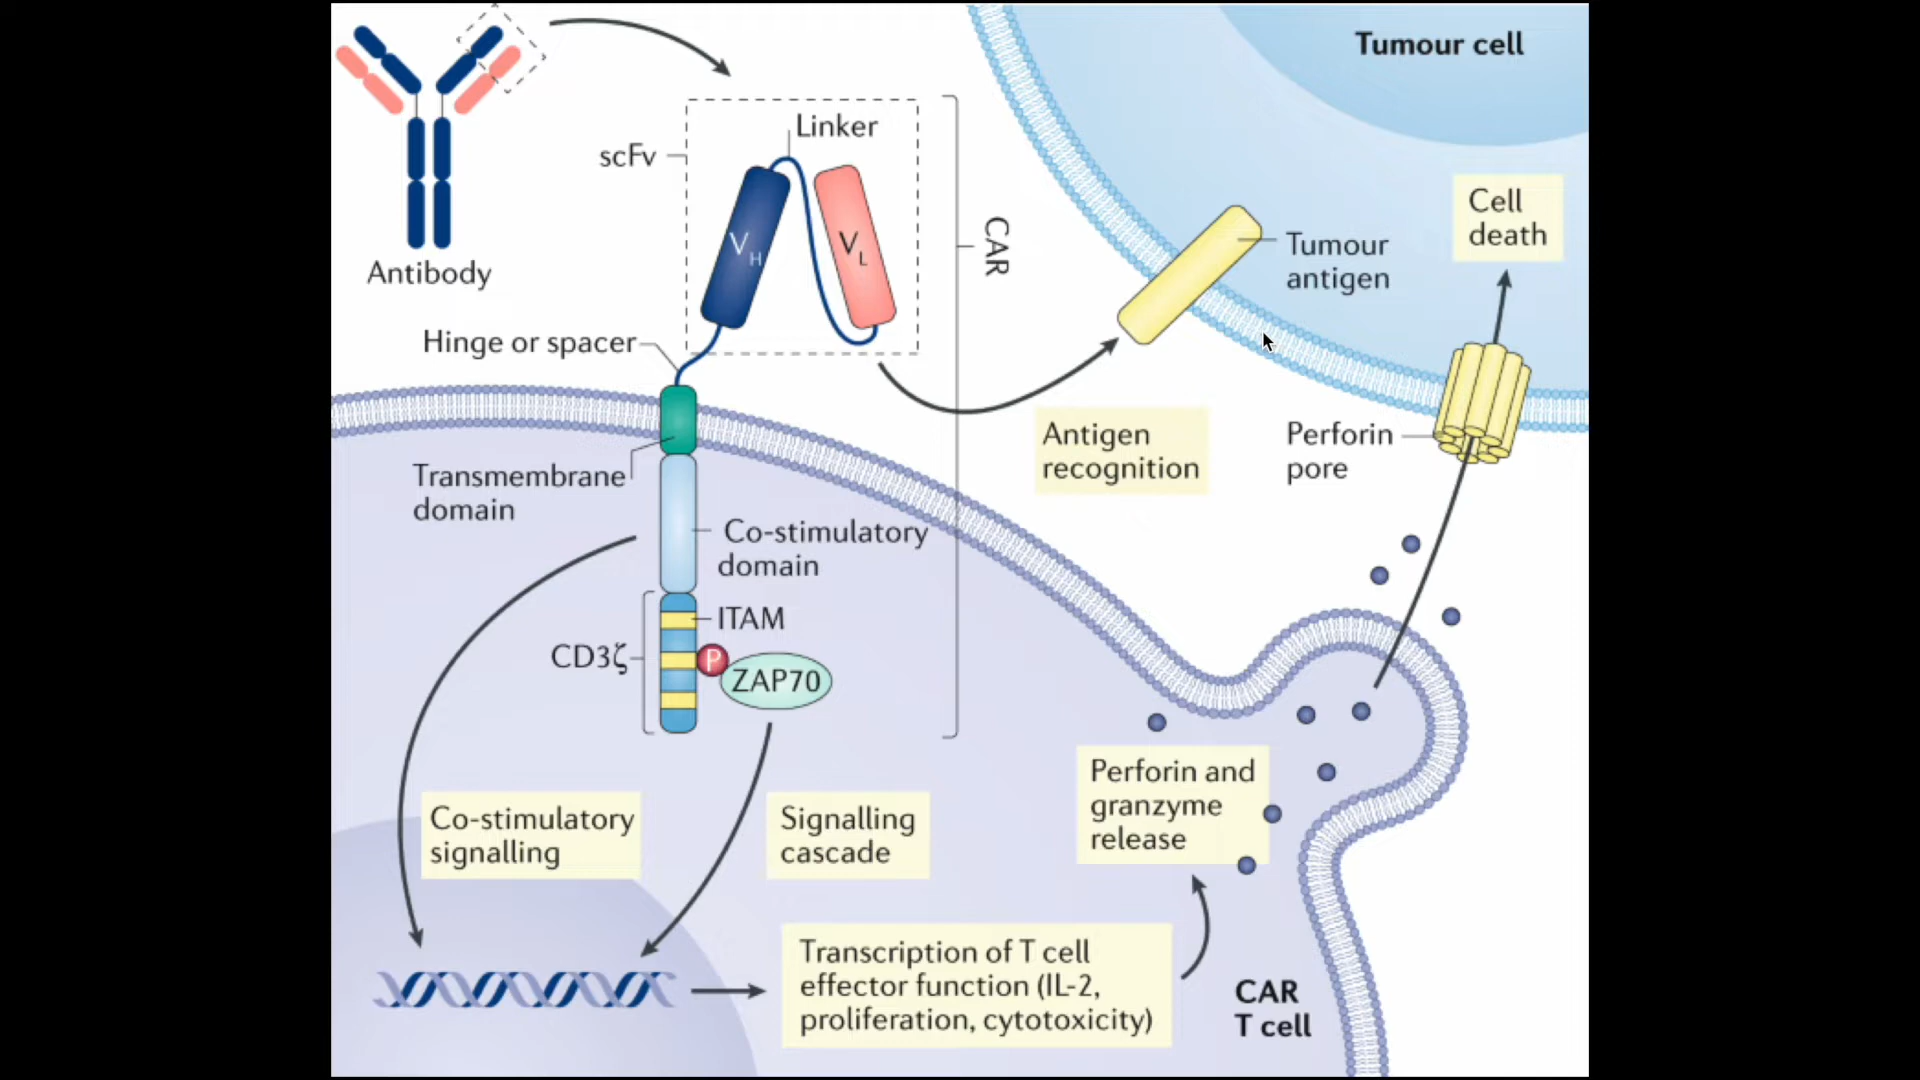 Tumour cell
Linker
scFv
Cell
death
CAR
V
H
V
L
Tumour
antigen
Antibody
Hinge or spacer
Antigen
recognition
Perforin
pore
Transmembrane
domain
Co-stimulatory
domain
ITAM
CD3ζ
P
ZAP70
Perforin and
granzyme
release
Co-stimulatory
signalling
Signalling
cascade
Transcription of T cell
effector function (IL-2,
proliferation, cytotoxicity)
CAR
T cell